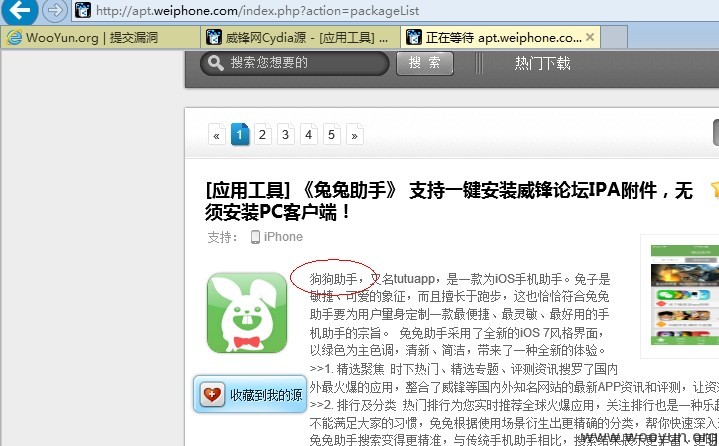 http://apt.weiphone.com/index.php?action=packageList
WooYun.org | 提交漏洞
威锋网Cydia源 - [应用工具] ...
正在等待 apt.weiphone.co...
搜索您想要的
搜 索
热门下载
« 1 2 3 4 5 »
[应用工具] 《兔兔助手》 支持一键安装威锋论坛IPA附件，无
须安装PC客户端！
支持： iPhone
狗狗助手，又名tutuapp，是一款为iOS手机助手。兔子是
敏捷、可爱的象征，而且擅长于跑步，这也恰恰符合兔兔
助手要为用户量身定制一款最便捷、最灵敏、最好用的手
机助手的宗旨。 兔兔助手采用了全新的iOS 7风格界面，
以绿色为主色调，清新、简洁，带来了一种全新的体验。
>>1. 精选聚焦 时下热门、精选专题、评测资讯搜罗了国内
外最火爆的应用，整合了威锋等国内外知名网站的最新APP资讯和评测，让资
收藏到我的源
>>2. 排行及分类 热门排行为您实时推荐全球火爆应用，关注排行也是一种乐趣
不能满足大家的习惯，兔兔根据使用场景衍生出更精确的分类，帮你快速深入
兔兔助手搜索变得更精准，与传统手机助手相比，搜索结果
www.wooyun.org